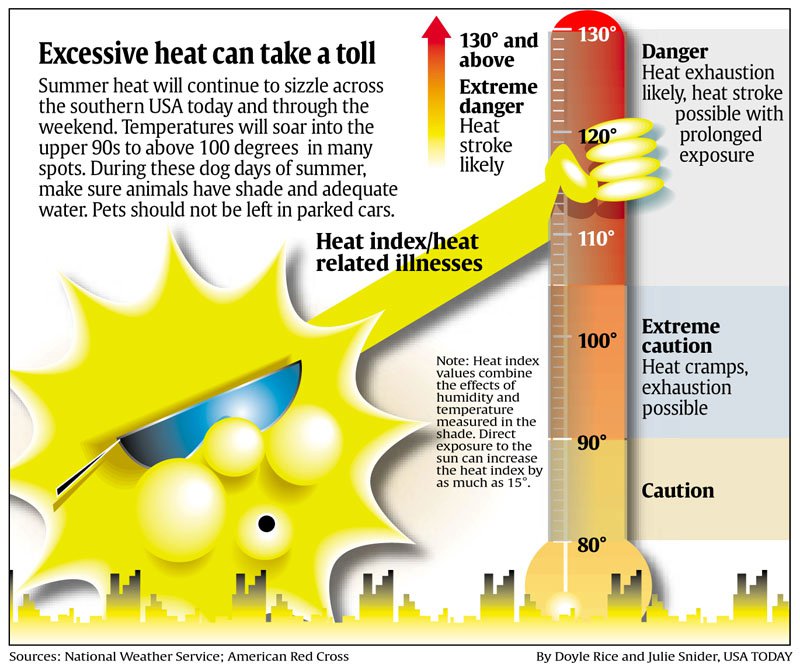 Excessive heat can take a toll
Summer heat will continue to sizzle across
the southern USA today and through the
weekend. Temperatures will soar into the
upper 90s to above 100 degrees in many
spots. During these dog days of summer,
make sure animals have shade and adequate
water. Pets should not be left in parked cars.
130° and
above
Extreme
danger
Heat
stroke
likely
Heat index/heat
related illnesses
Note: Heat index
values combine
the effects of
humidity and
temperature
measured in the
shade. Direct
exposure to the
sun can increase
the heat index by
as much as 15°.
130°
120°
110°
100°
90°
80°
Danger
Heat exhaustion
likely, heat stroke
possible with
prolonged
exposure
Extreme
caution
Heat cramps,
exhaustion
possible
Caution
Sources: National Weather Service; American Red Cross
By Doyle Rice and Julie Snider, USA TODAY